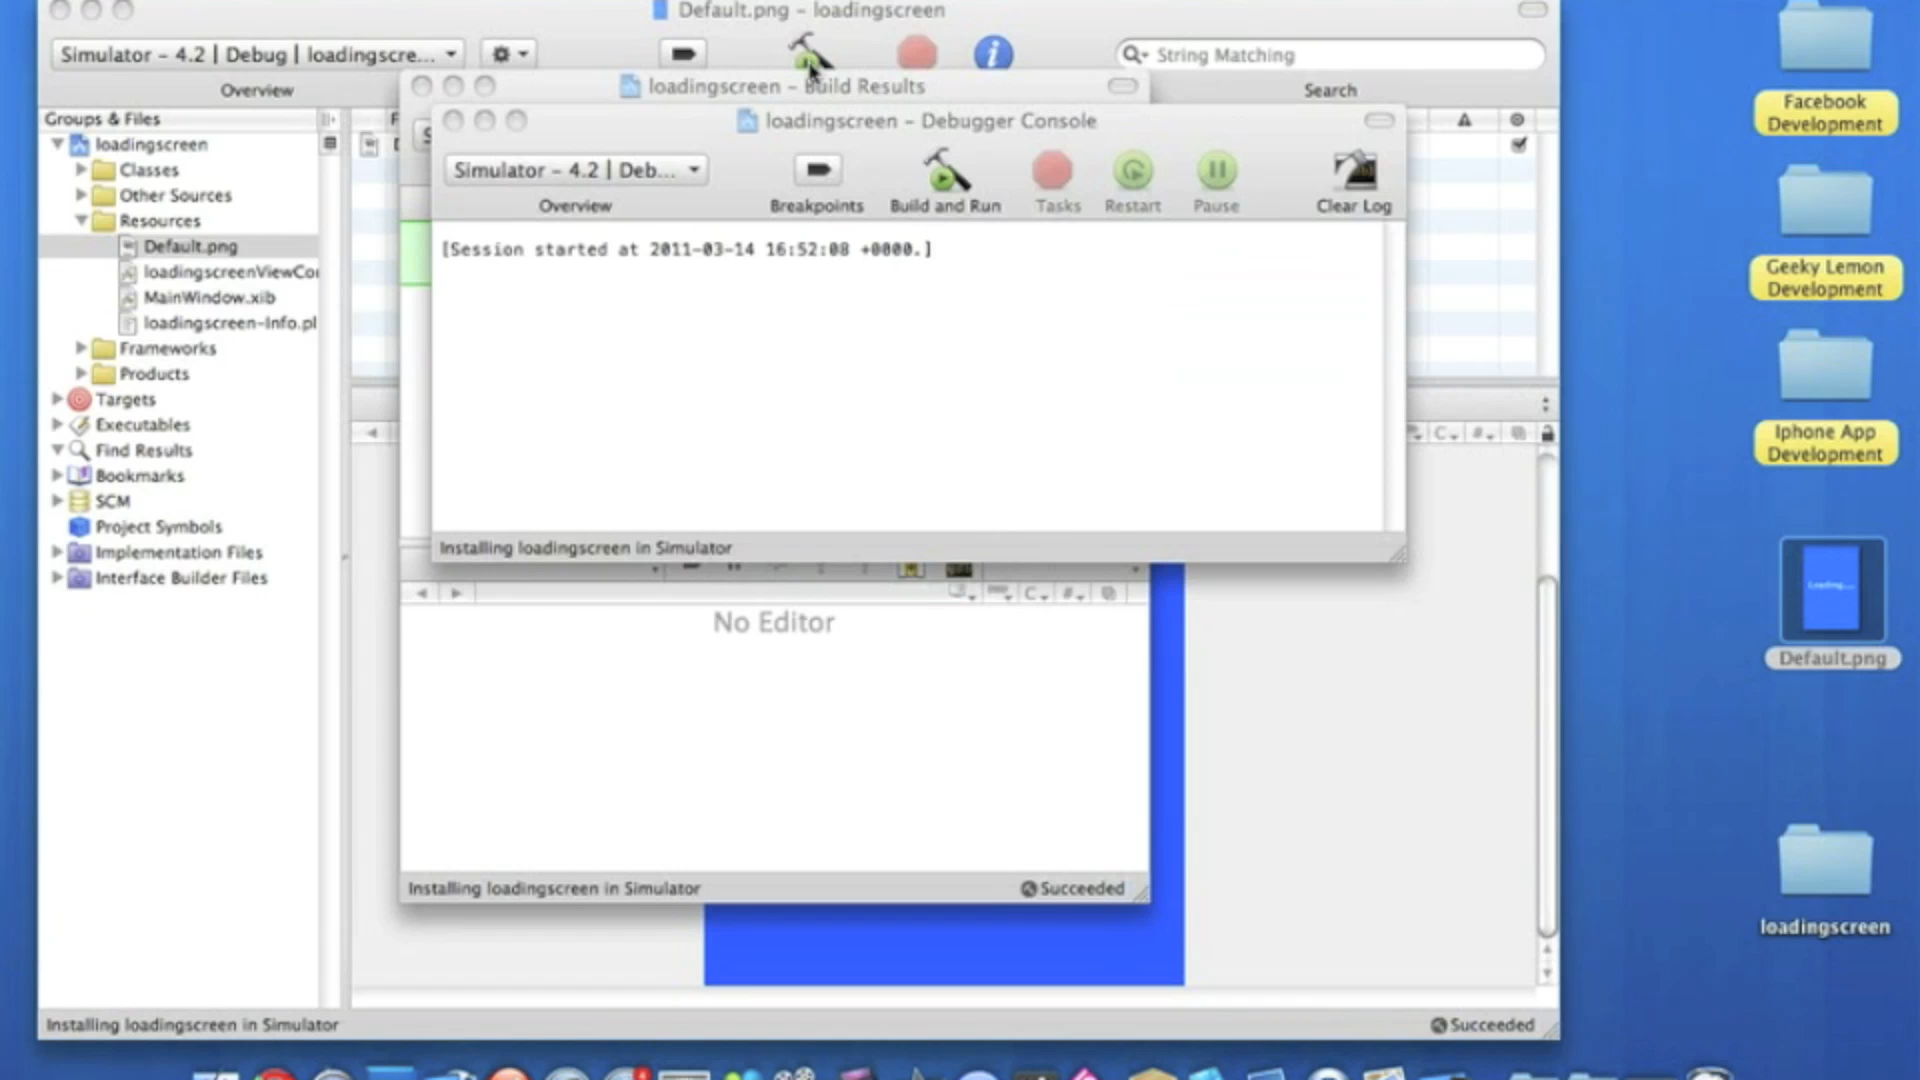 Default.png – loadingscreen
Simulator – 4.2 | Debug | loadingscre...
String Matching
Overview
Search
loadingscreen – Build Results
Groups & Files
loadingscreen
Classes
Other Sources
Resources
Default.png
loadingscreenViewCo
MainWindow.xib
loadingscreen-Info.pl
Frameworks
Products
Targets
Executables
Find Results
Bookmarks
SCM
Project Symbols
Implementation Files
Interface Builder Files
loadingscreen – Debugger Console
Simulator – 4.2 | Deb...
Overview
Breakpoints
Build and Run
Tasks
Restart
Pause
Clear Log
[Session started at 2011-03-14 16:52:08 +0000.]
Installing loadingscreen in Simulator
C
#
C
#
No Editor
Installing loadingscreen in Simulator
Succeeded
Installing loadingscreen in Simulator
Succeeded
Facebook
Development
Geeky Lemon
Development
Iphone App
Development
Loading...
Default.png
loadingscreen